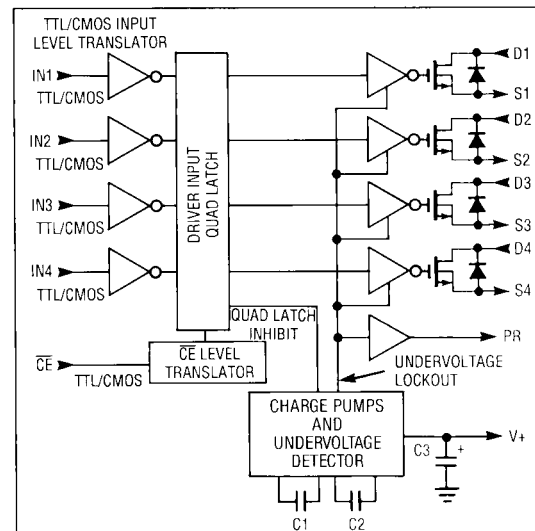 TTL/CMOS INPUT
LEVEL TRANSLATOR
IN1
TTL/CMOS
IN2
TTL/CMOS
IN3
TTL/CMOS
IN4
TTL/CMOS
DRIVER INPUT
QUAD LATCH
D1
S1
D2
S2
D3
S3
D4
S4
QUAD LATCH
INHIBIT
PR
CE
TTL/CMOS
CE LEVEL
TRANSLATOR
UNDERVOLTAGE
LOCKOUT
CHARGE PUMPS
AND
UNDERVOLTAGE
DETECTOR
C3
+
V+
C1
C2